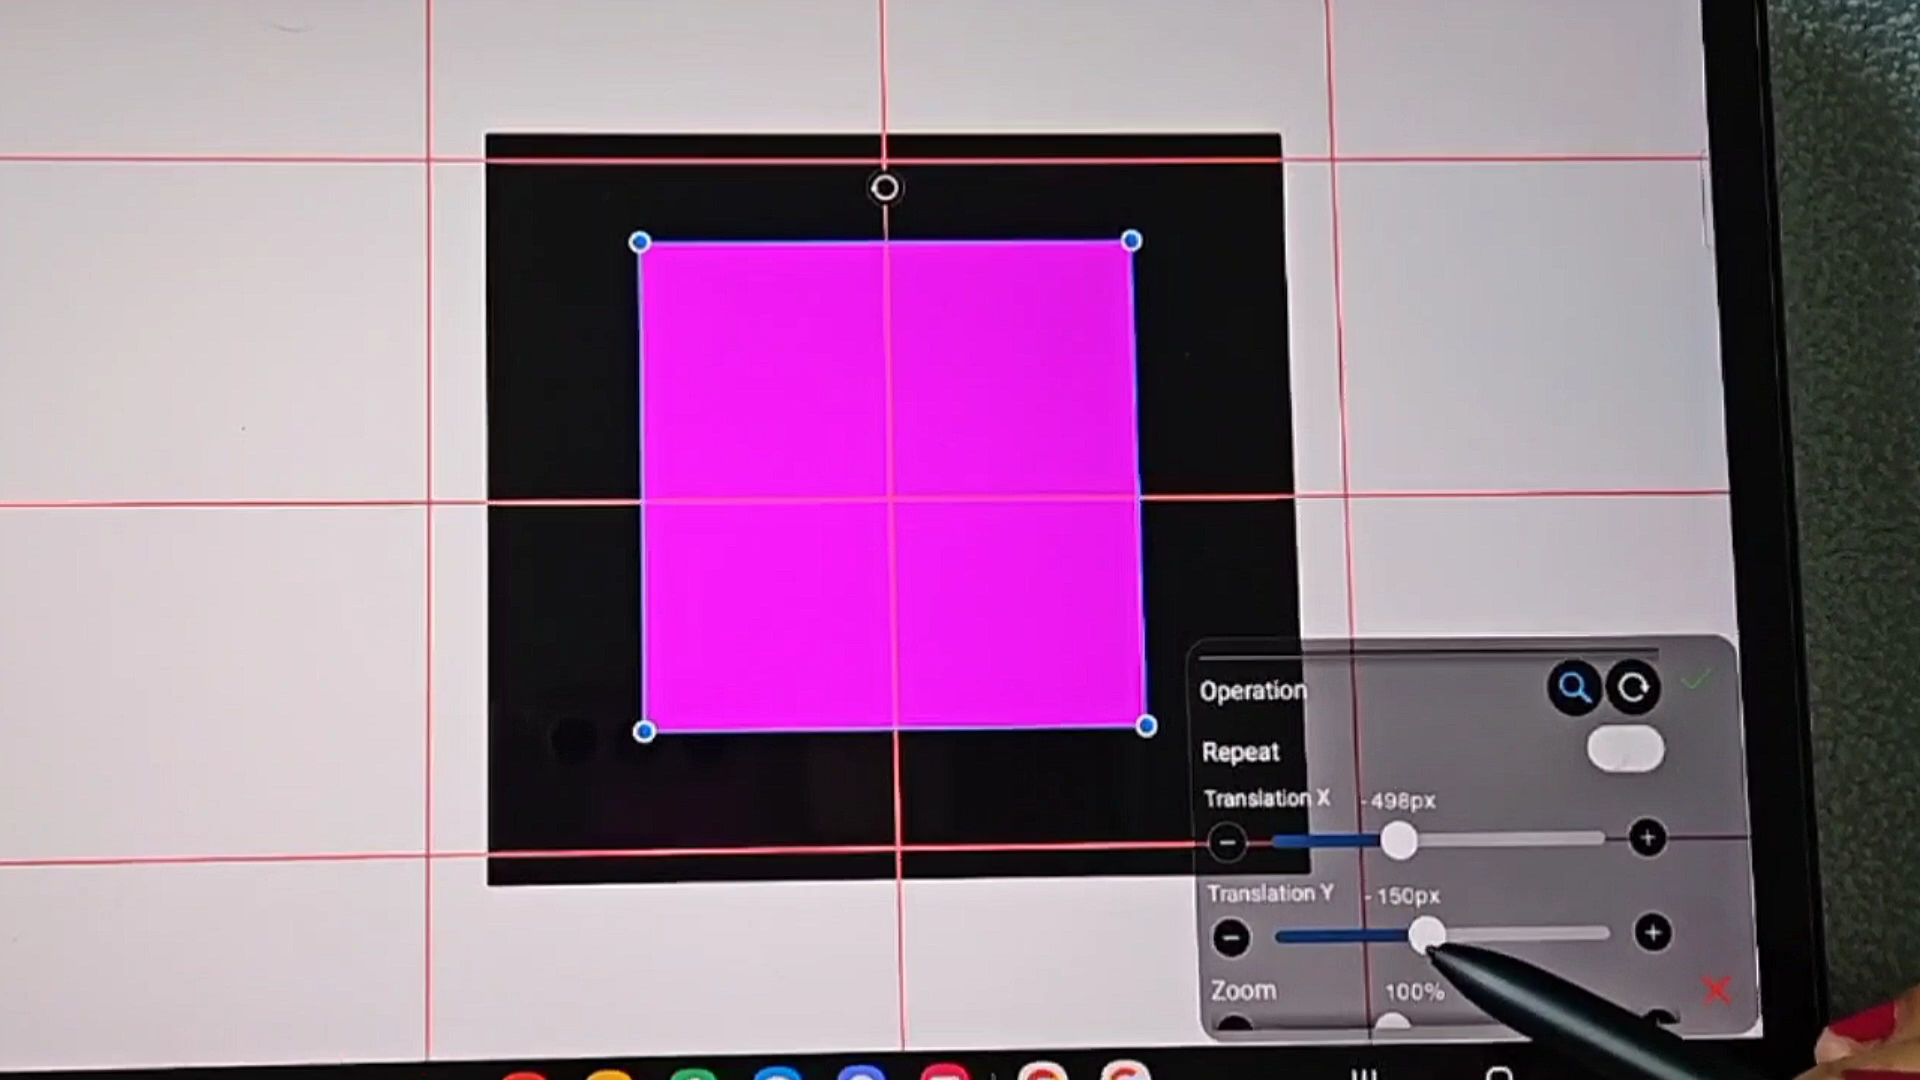 Operation
Repeat
Translation X - 498px
Translation Y - 150px
Zoom 100%